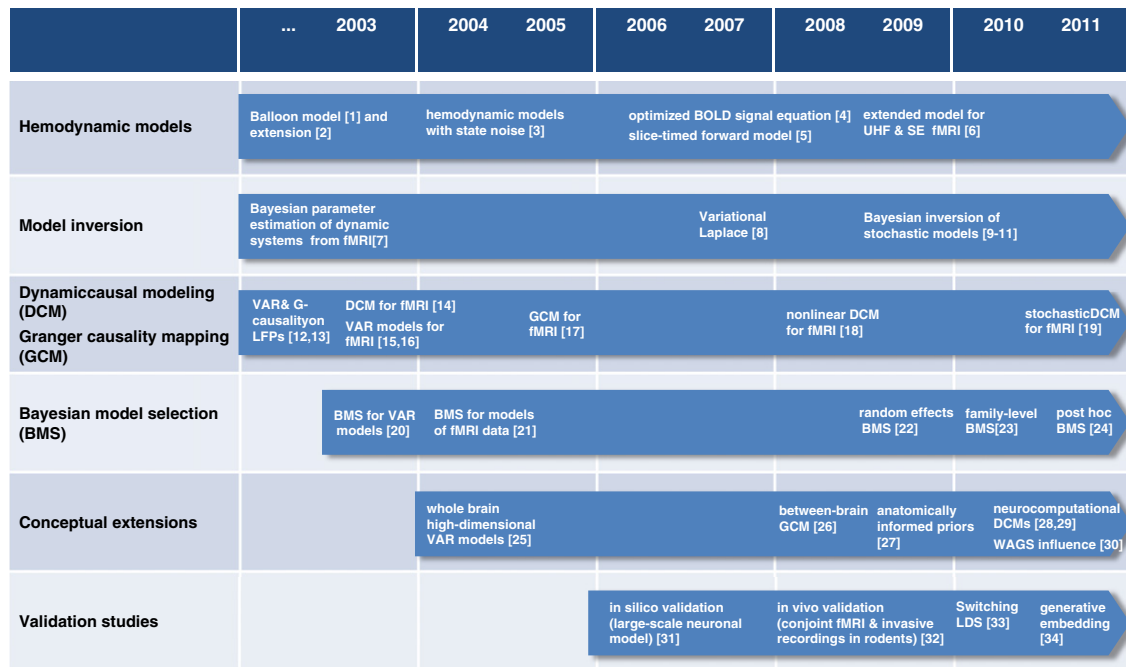 ... 2003 2004 2005 2006 2007 2008 2009 2010 2011
Hemodynamic models
Balloon model [1] and
extension [2]
hemodynamic models
with state noise [3]
optimized BOLD signal equation [4]
slice-timed forward model [5]
extended model for
UHF & SE fMRI [6]
Model inversion
Bayesian parameter
estimation of dynamic
systems from fMRI[7]
Variational
Laplace [8]
Bayesian inversion of
stochastic models [9-11]
Dynamiccausal modeling
(DCM)
Granger causality mapping
(GCM)
VAR& G-
causalityon
LFPs [12,13]
DCM for fMRI [14]
VAR models for
fMRI [15,16]
GCM for
fMRI [17]
nonlinear DCM
for fMRI [18]
stochasticDCM
for fMRI [19]
Bayesian model selection
(BMS)
BMS for VAR
models [20]
BMS for models
of fMRI data [21]
random effects
BMS [22]
family-level
BMS[23]
post hoc
BMS [24]
Conceptual extensions
whole brain
high-dimensional
VAR models [25]
between-brain
GCM [26]
anatomically
informed priors
[27]
neurocomputational
DCMs [28,29]
WAGS influence [30]
Validation studies
in silico validation
(large-scale neuronal
model) [31]
in vivo validation
(conjoint fMRI & invasive
recordings in rodents) [32]
Switching
LDS [33]
generative
embedding
[34]